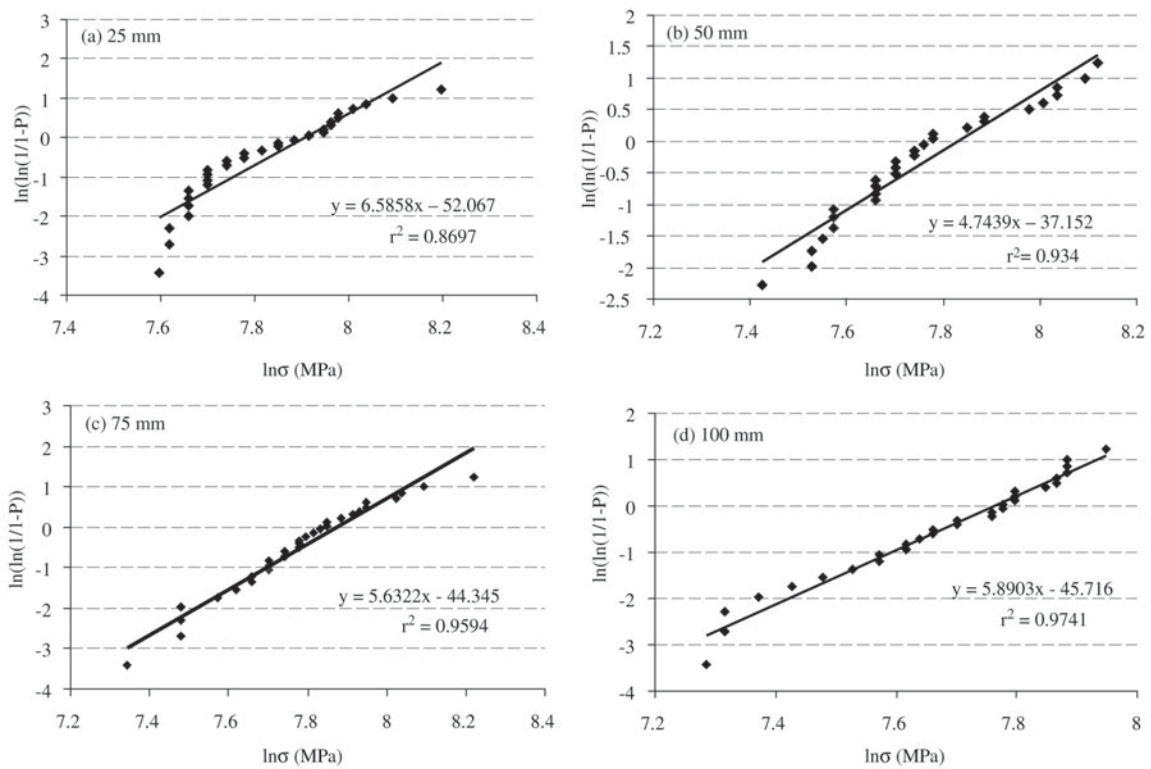 (a) 25 mm
3
2
1
0
-1
-2
-3
-4
ln(ln(1/1-P))
y = 6.5858x – 52.067
r² = 0.8697
7.4 7.6 7.8 8 8.2 8.4
lnσ (MPa)
(b) 50 mm
2
1.5
1
0.5
0
-0.5
-1
-1.5
-2
-2.5
ln(ln(1/1-P))
y = 4.7439x – 37.152
r²= 0.934
7.2 7.4 7.6 7.8 8 8.2
lnσ (MPa)
(c) 75 mm
3
2
1
0
-1
-2
-3
-4
ln(ln(1/1-P))
y = 5.6322x - 44.345
r² = 0.9594
7.2 7.4 7.6 7.8 8 8.2 8.4
lnσ (MPa)
(d) 100 mm
2
1
0
-1
-2
-3
-4
ln(ln(1/1-P))
y = 5.8903x - 45.716
r² = 0.9741
7.2 7.4 7.6 7.8 8
lnσ (MPa)